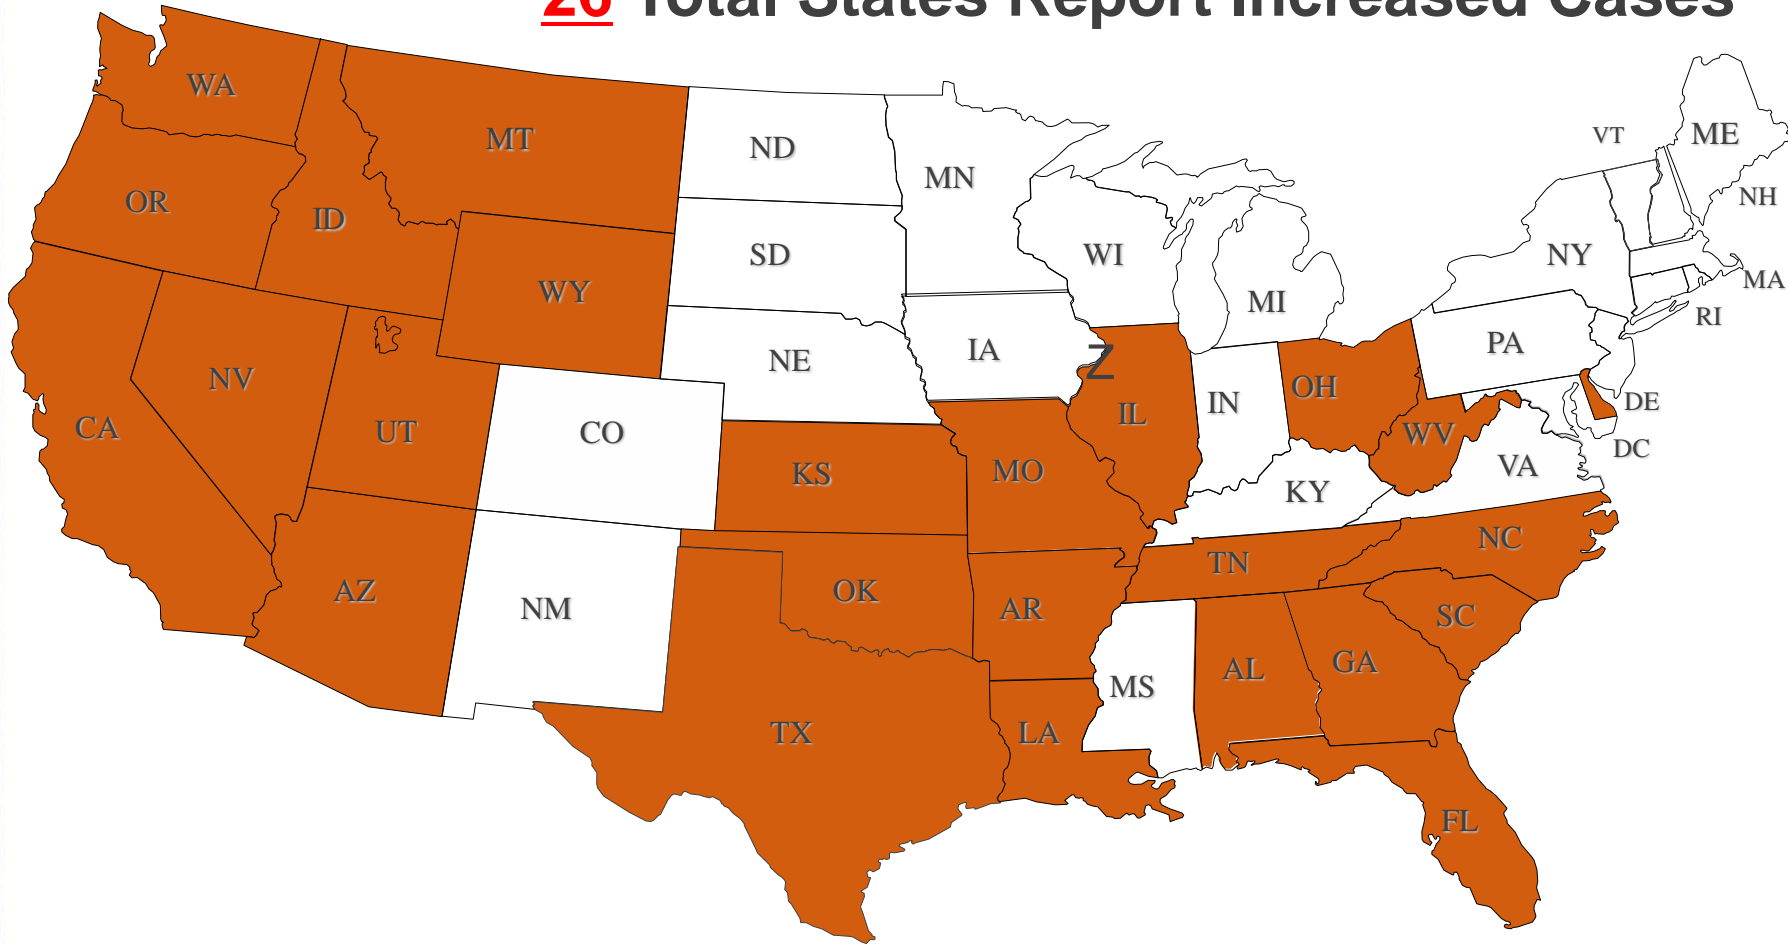 26 Total States Report Increased Cases
WA
MT
ND
MN
VT
ME
OR
ID
NH
SD
WI
NY
WY
MI
MA
RI
NE
IA
Z
PA
NV
IN
OH
DE
CA
UT
CO
IL
WV
DC
KS
MO
KY
VA
NC
AZ
NM
OK
AR
TN
SC
MS
AL
GA
TX
LA
FL